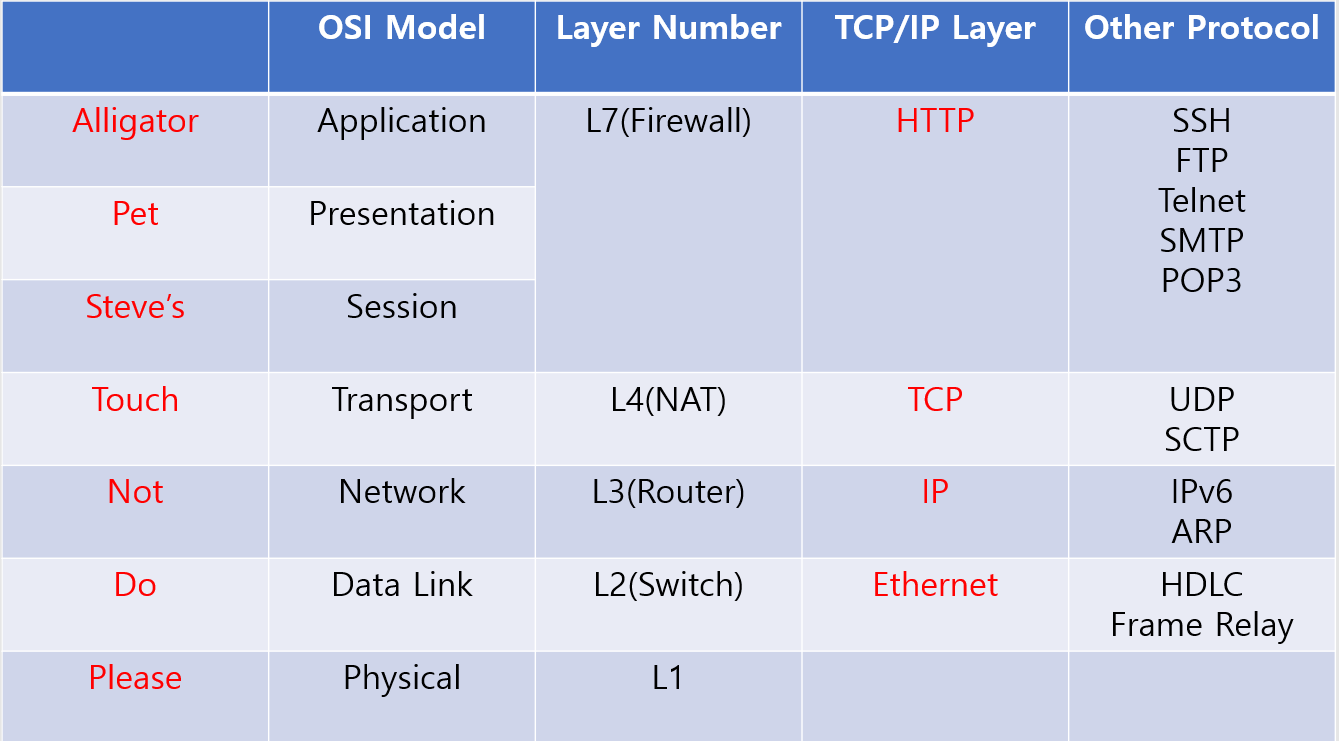 OSI Model Layer Number TCP/IP Layer Other Protocol
Alligator Application L7(Firewall) HTTP SSH
FTP
Telnet
SMTP
POP3
Pet Presentation
Steve’s Session
Touch Transport L4(NAT) TCP UDP
SCTP
Not Network L3(Router) IP IPv6
ARP
Do Data Link L2(Switch) Ethernet HDLC
Frame Relay
Please Physical L1